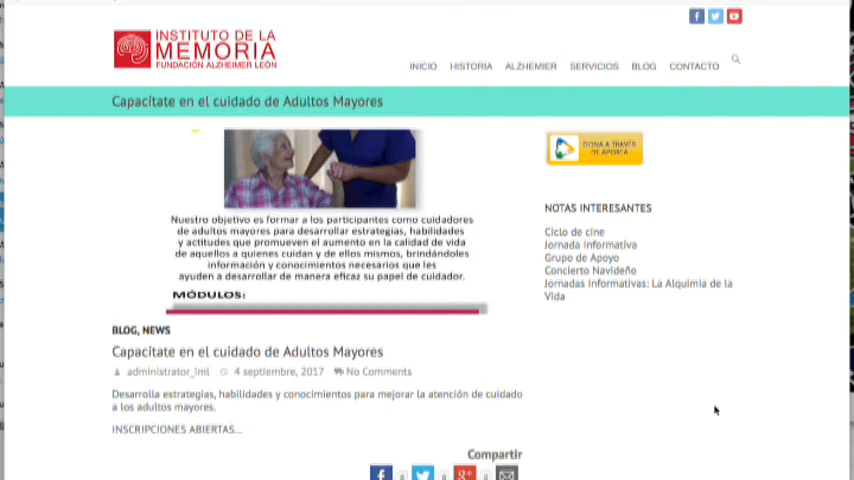 INSTITUTO DE LA
MEMORIA
FUNDACIÓN ALZHEIMER LEÓN
INICIO HISTORIA ALZHEMIER SERVICIOS BLOG CONTACTO
Capacítate en el cuidado de Adultos Mayores
DONA A TRAVÉS
DE APORTA
Nuestro objetivo es formar a los participantes como cuidadores
de adultos mayores para desarrollar estrategias, habilidades
y actitudes que promueven el aumento en la calidad de vida
de aquellos a quienes cuidan y de ellos mismos, brindándoles
información y conocimientos necesarios que les
ayuden a desarrollar de manera eficaz su papel de cuidador.
MÓDULOS:
NOTAS INTERESANTES
Ciclo de cine
Jornada Informativa
Grupo de Apoyo
Concierto Navideño
Jornadas Informativas: La Alquimia de la
Vida
BLOG, NEWS
Capacítate en el cuidado de Adultos Mayores
administrator_iml 4 septiembre, 2017 No Comments
Desarrolla estrategias, habilidades y conocimientos para mejorar la atención de cuidado
a los adultos mayores.
INSCRIPCIONES ABIERTAS...
Compartir
0 0 0